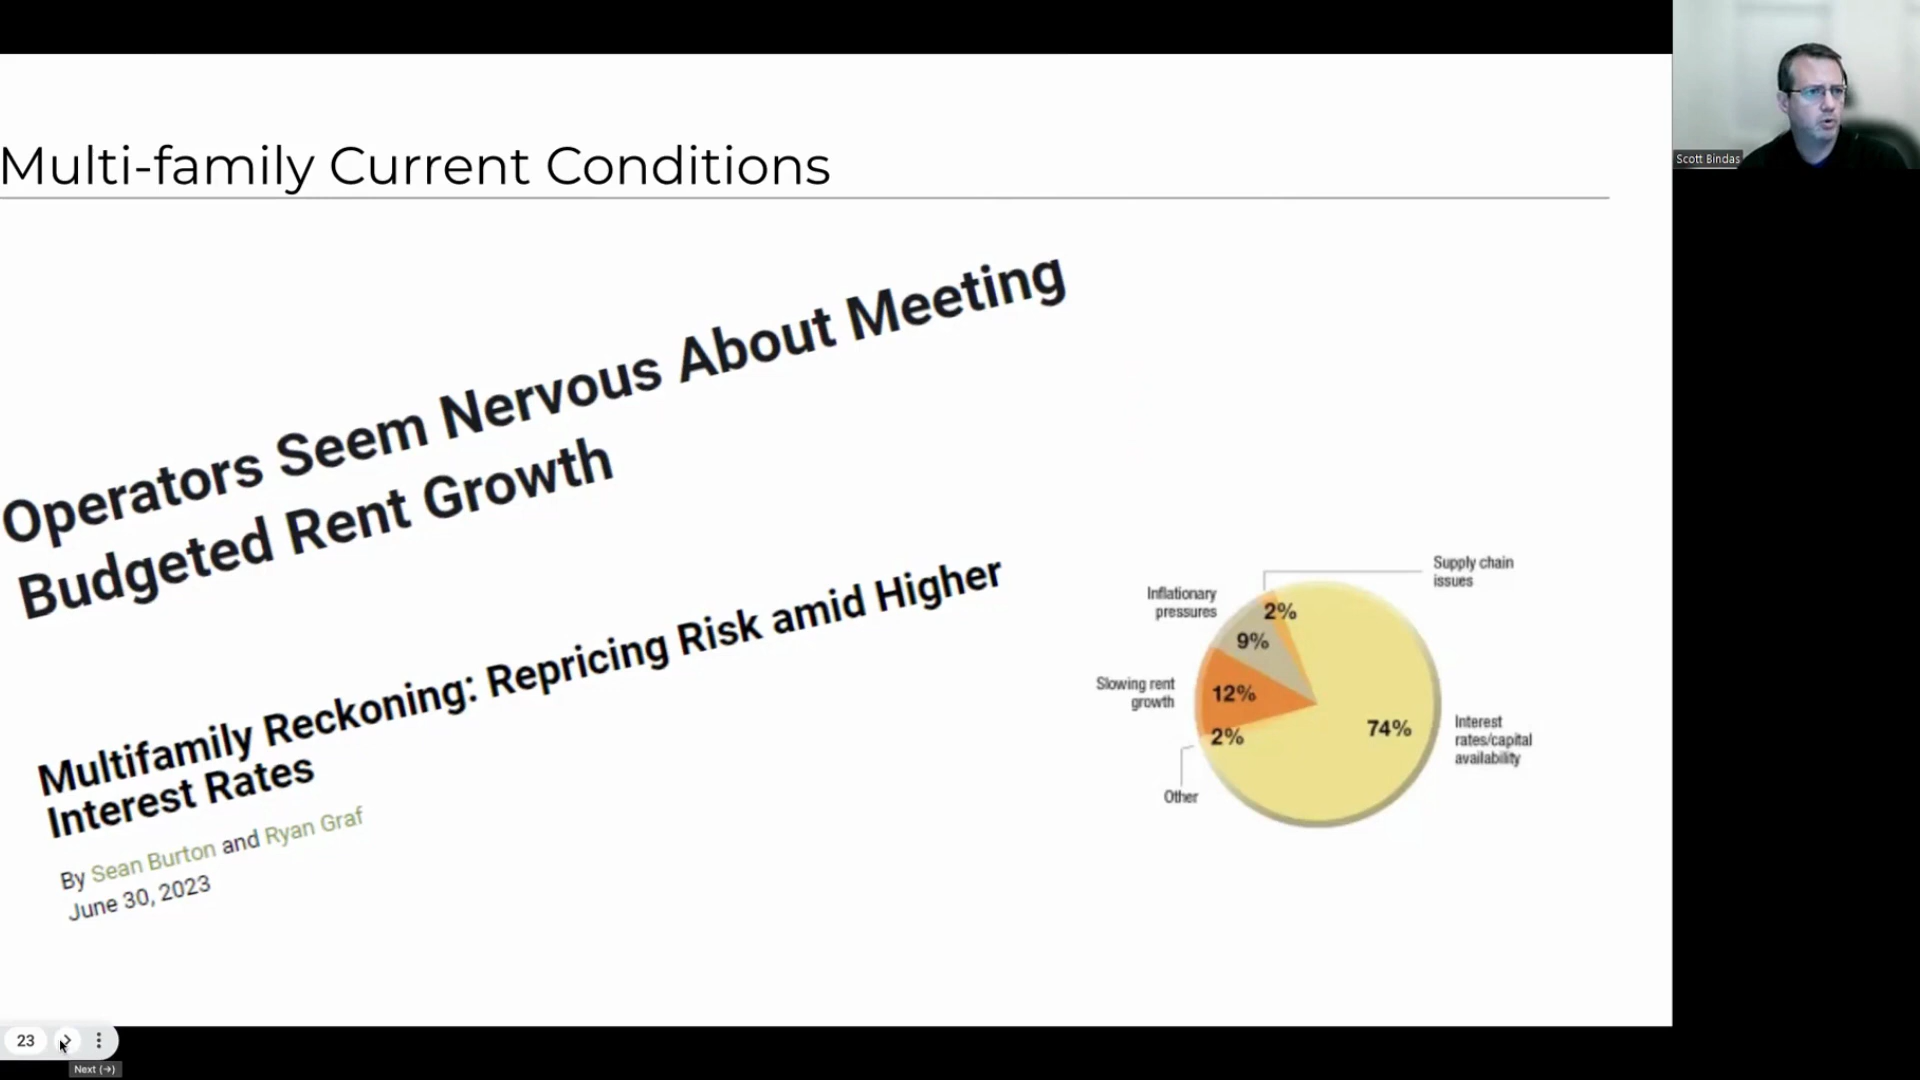 Multi-family Current Conditions
Operators Seem Nervous About Meeting
Budgeted Rent Growth
Multifamily Reckoning: Repricing Risk amid Higher
Interest Rates
By Sean Burton and Ryan Graf
June 30, 2023
Supply chain
issues
Inflationary
pressures
2%
9%
Slowing rent
growth
12%
2%
74%
Interest
rates/capital
availability
Other
Scott Bindas
23
Next (→)